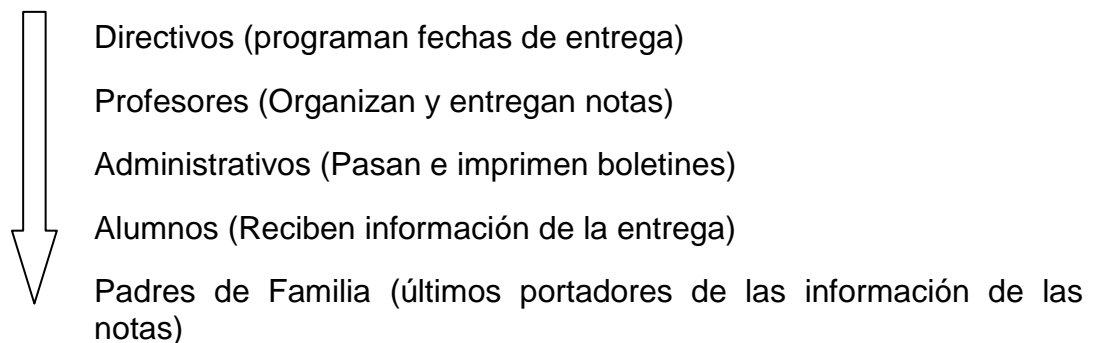 Directivos (programan fechas de entrega)
Profesores (Organizan y entregan notas)
Administrativos (Pasan e imprimen boletines)
Alumnos (Reciben información de la entrega)
Padres de Familia (últimos portadores de las información de las
notas)